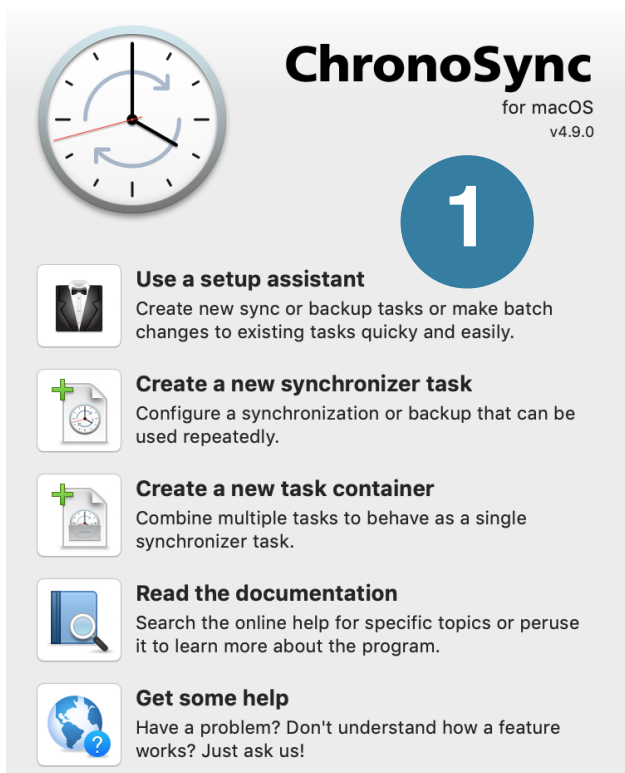 ChronoSync
for macOS
v4.9.0
1
Use a setup assistant
Create new sync or backup tasks or make batch
changes to existing tasks quicky and easily.
Create a new synchronizer task
Configure a synchronization or backup that can be
used repeatedly.
Create a new task container
Combine multiple tasks to behave as a single
synchronizer task.
Read the documentation
Search the online help for specific topics or peruse
it to learn more about the program.
Get some help
Have a problem? Don't understand how a feature
works? Just ask us!
?